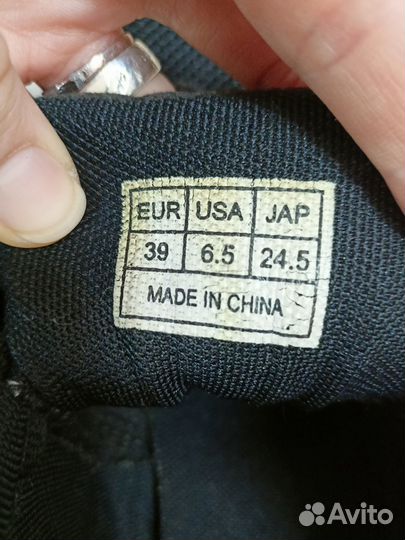 EUR USA JAP
39 6.5 24.5
MADE IN CHINA
Avito